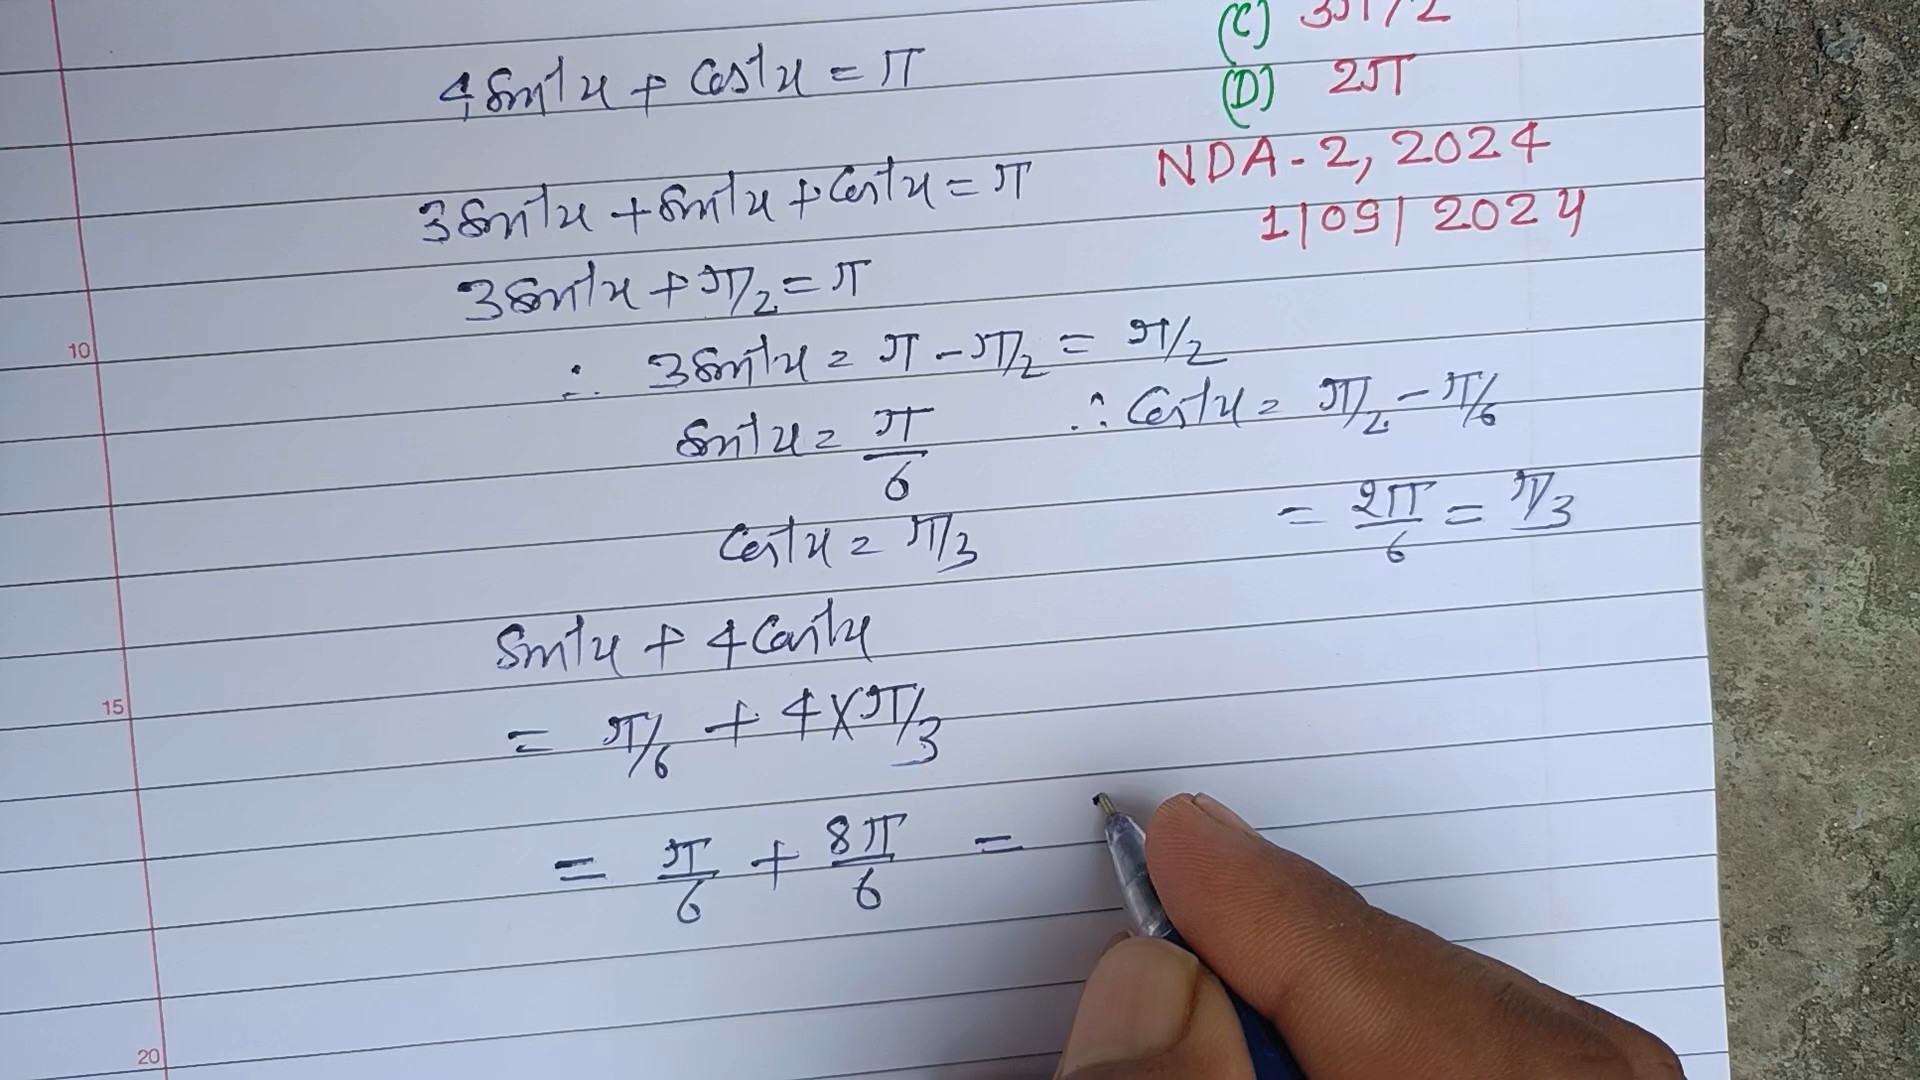 (C) 3π/2
4 sin⁻¹x + cos⁻¹x = π
(D) 2π
NDA - 2, 2024
1/09/2024
3 sin⁻¹x + sin⁻¹x + cos⁻¹x = π
3 sin⁻¹x + π/2 = π
10
∴ 3 sin⁻¹x = π - π/2 = π/2
sin⁻¹x = π/6 ∴ cos⁻¹x = π/2 - π/6
= 2π/6 = π/3
cos⁻¹x = π/3
sin⁻¹x + 4 cos⁻¹x
15
= π/6 + 4 × π/3
= π/6 + 8π/6 =
20